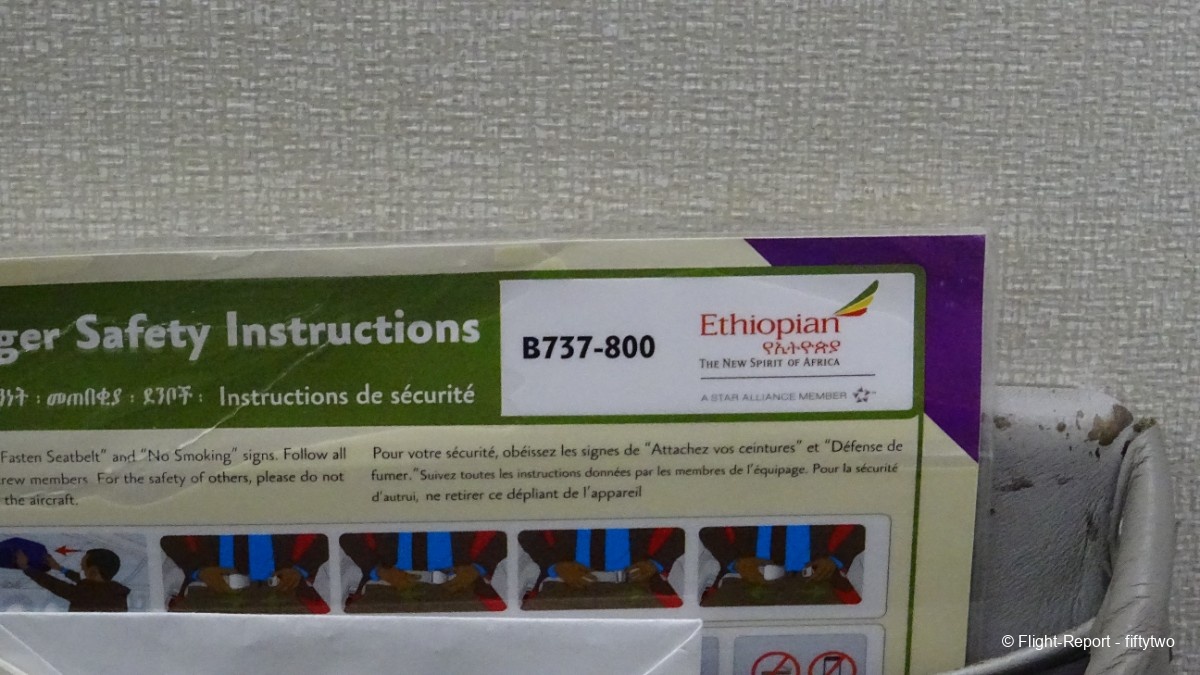 ger Safety Instructions
B737-800
Ethiopian
የኢትዮጵያ
THE NEW SPIRIT OF AFRICA
A STAR ALLIANCE MEMBER
መጠበቂያ ፡ ደንቦች ፡ Instructions de sécurité
Fasten Seatbelt” and “No Smoking” signs. Follow all
rew members. For the safety of others, please do not
the aircraft.
Pour votre sécurité, obéissez les signes de “Attachez vos ceintures” et “Défense de
fumer.”Suivez toutes les instructions données par les membres de l’équipage. Pour la sécurité
d’autrui, ne retirer ce dépliant de l’appareil
© Flight-Report - fiftytwo